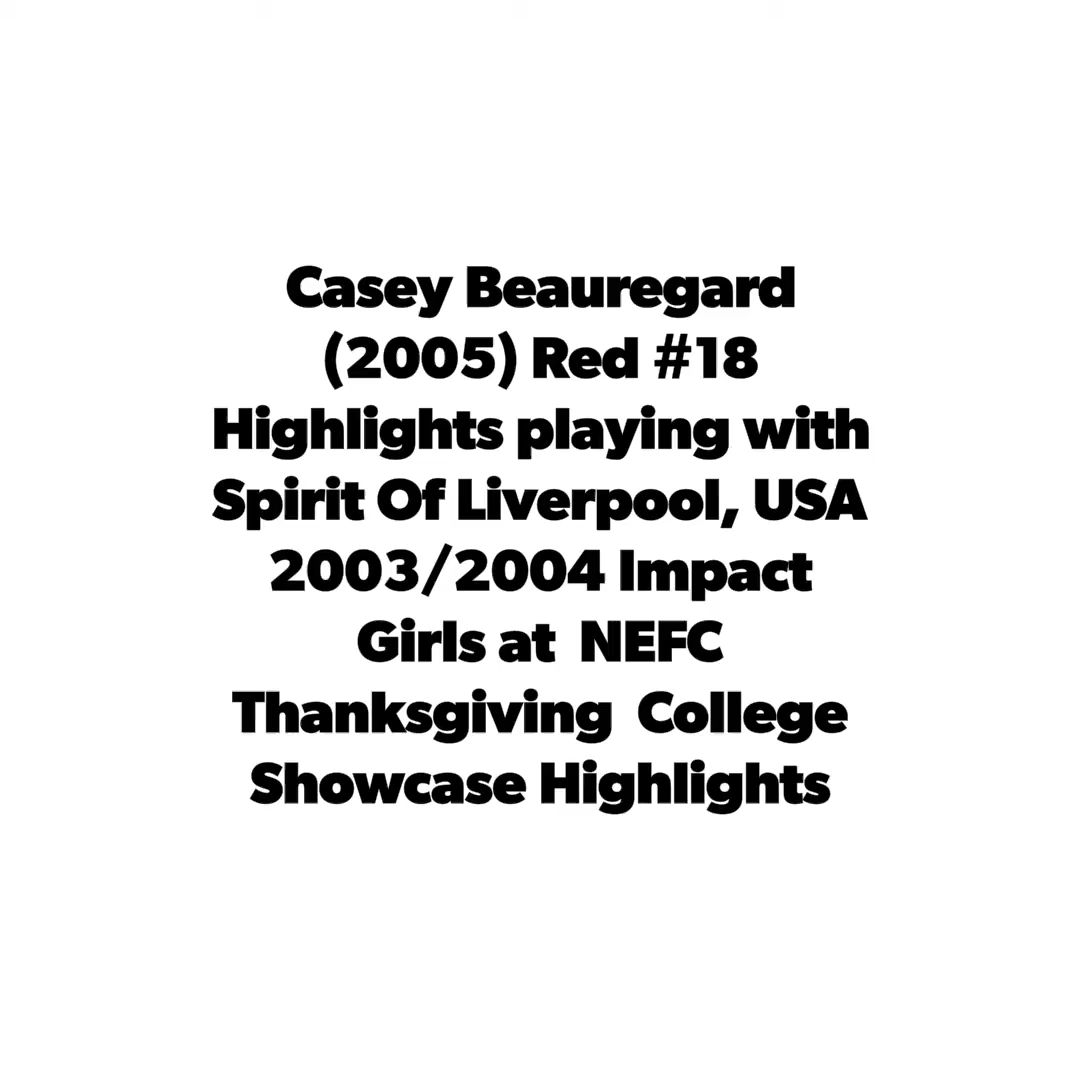 Casey Beauregard
(2005) Red #18
Highlights playing with
Spirit Of Liverpool, USA
2003/2004 Impact
Girls at  NEFC
Thanksgiving  College
Showcase Highlights